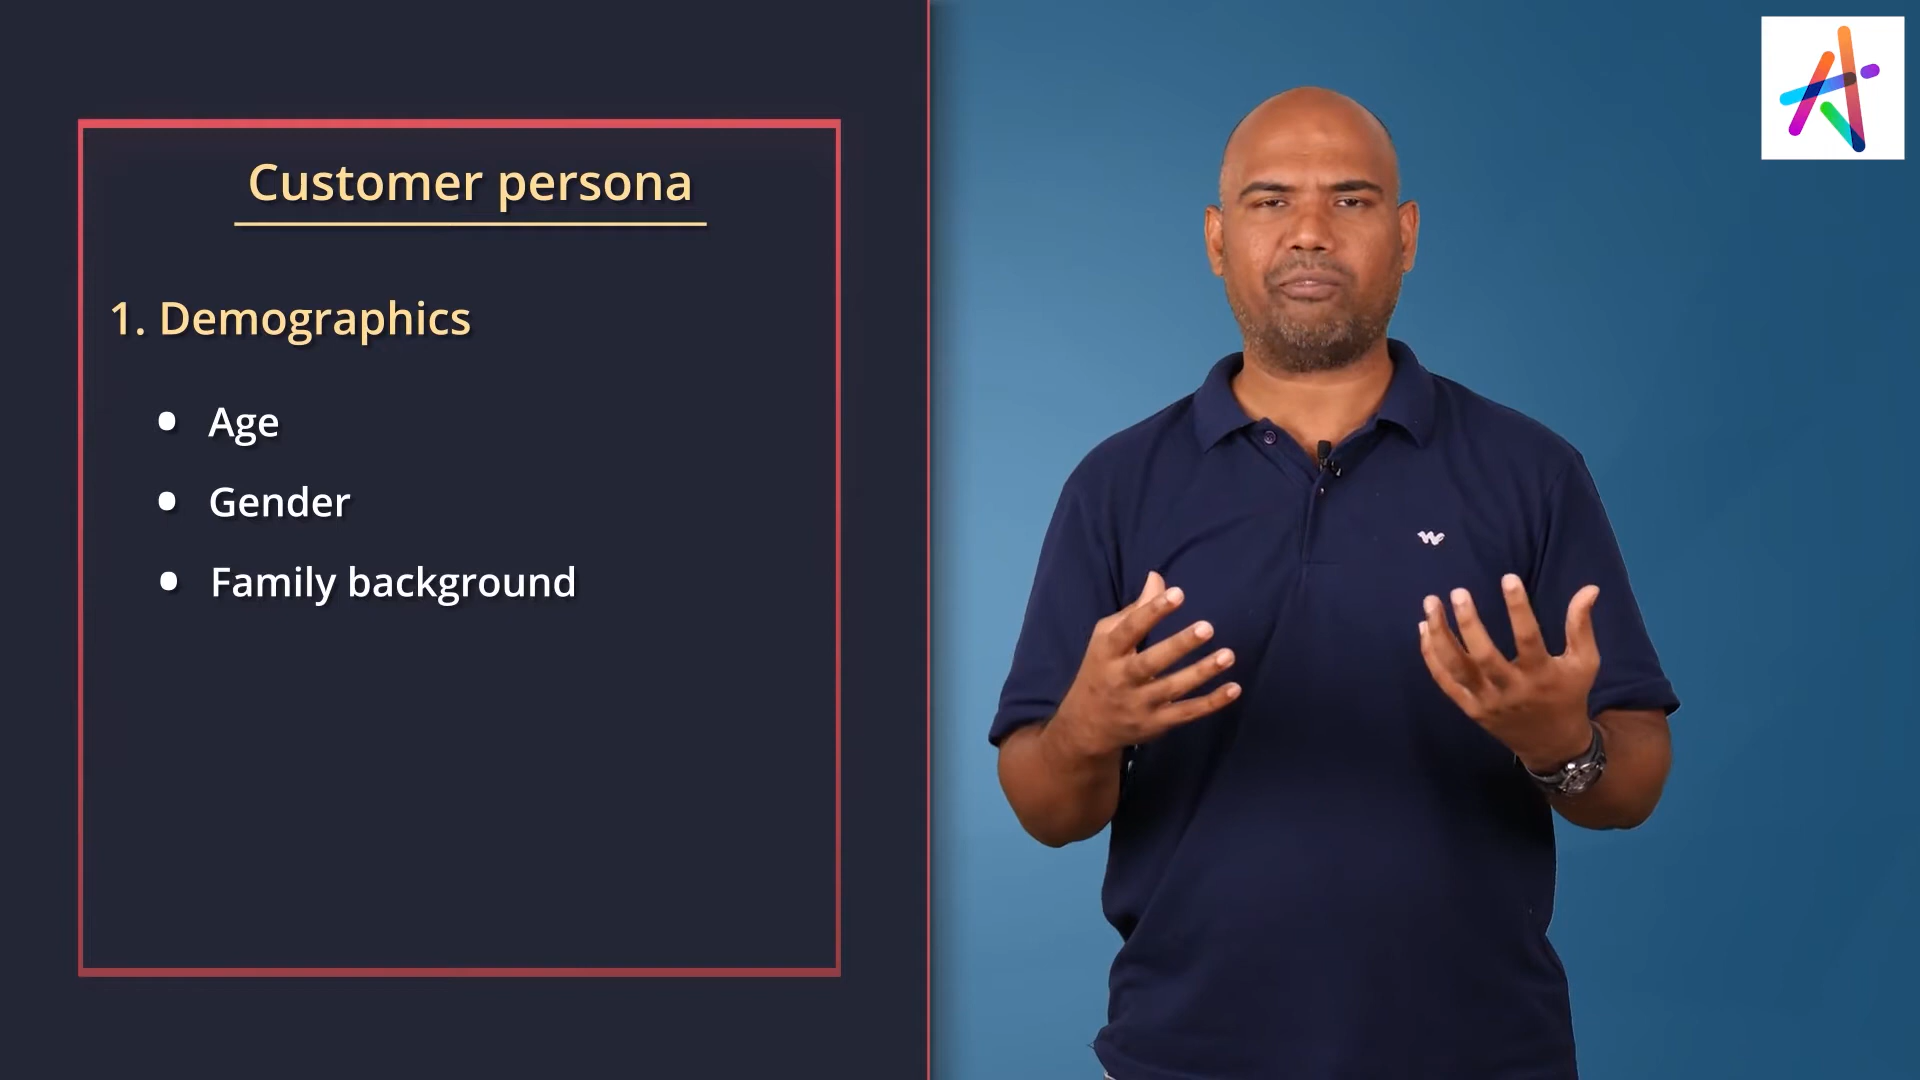 Customer persona
1. Demographics
• Age
• Gender
• Family background